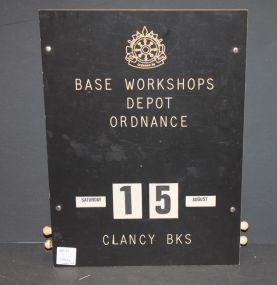 BASE WORKSHOPS
DEPOT
ORDNANCE
SATURDAY 15 AUGUST
CLANCY BKS